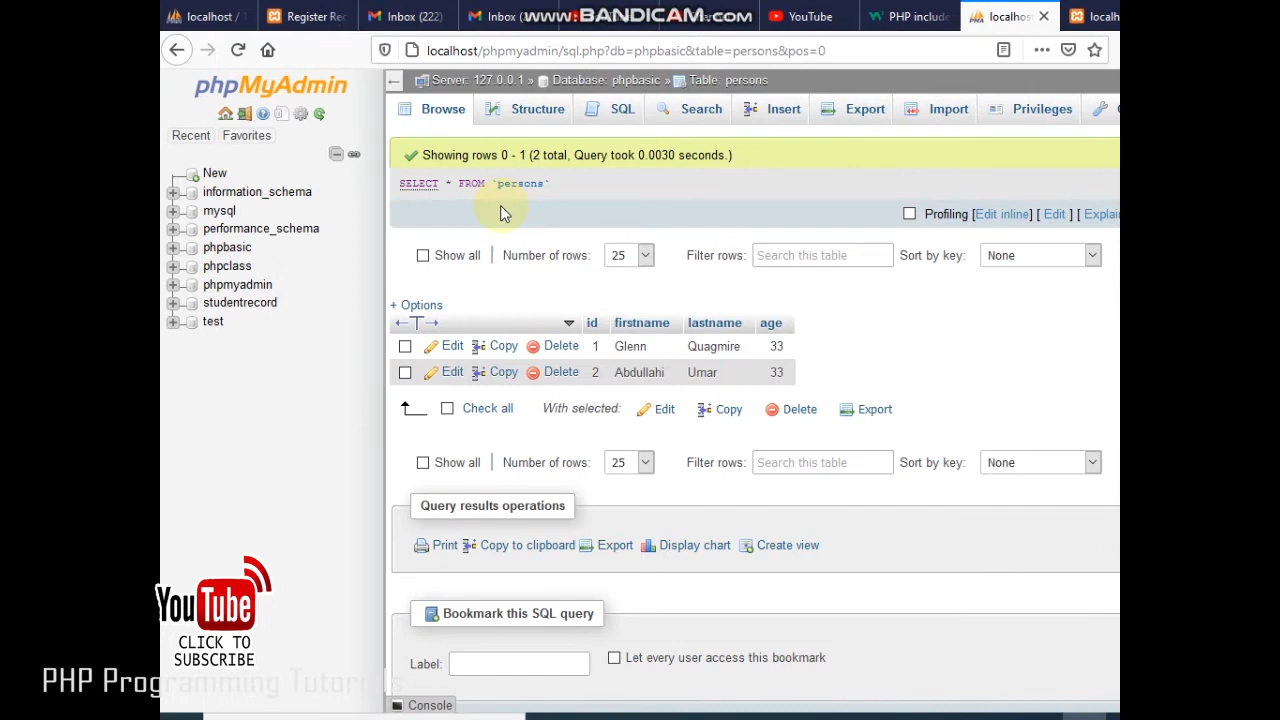 localhost /
Register Rec
Inbox (222)
Inbox (
www.BANDICAM.com
YouTube
PHP inclu
localhos
localh
localhost/phpmyadmin/sql.php?db=phpbasic&table=persons&pos=0
phpMyAdmin
Recent Favorites
New
information_schema
mysql
performance_schema
phpbasic
phpclass
phpmyadmin
studentrecord
test
Server: 127.0.0.1 » Database: phpbasic » Table: persons
Browse Structure SQL Search Insert Export Import Privileges
Showing rows 0 - 1 (2 total, Query took 0.0030 seconds.)
SELECT * FROM `persons`
Profiling [Edit inline] [ Edit ] [ Explai
Show all | Number of rows: 25 Filter rows: Search this table Sort by key: None
+ Options
←T→ id firstname lastname age
Edit Copy Delete 1 Glenn Quagmire 33
Edit Copy Delete 2 Abdullahi Umar 33
Check all With selected: Edit Copy Delete Export
Show all | Number of rows: 25 Filter rows: Search this table Sort by key: None
Query results operations
Print Copy to clipboard Export Display chart Create view
Bookmark this SQL query
Label: Let every user access this bookmark
Console
YouTube
CLICK TO
SUBSCRIBE
PHP Programming Tutor